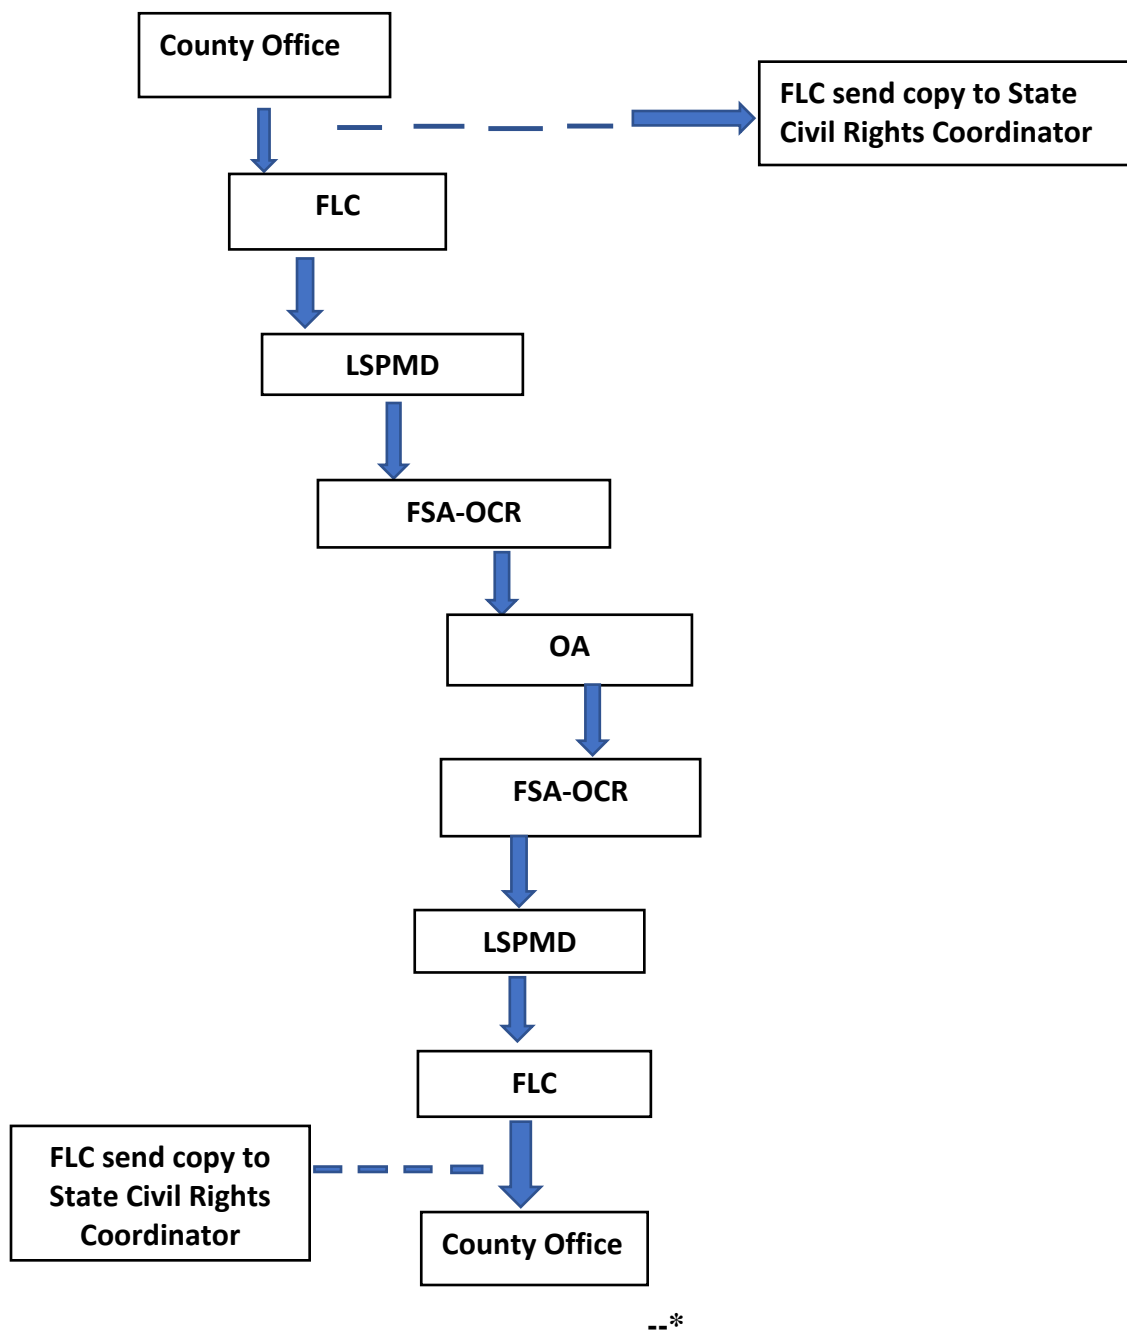 County Office
FLC send copy to State
Civil Rights Coordinator
FLC
LSPMD
FSA-OCR
OA
FSA-OCR
LSPMD
FLC
FLC send copy to
State Civil Rights
Coordinator
County Office
--*